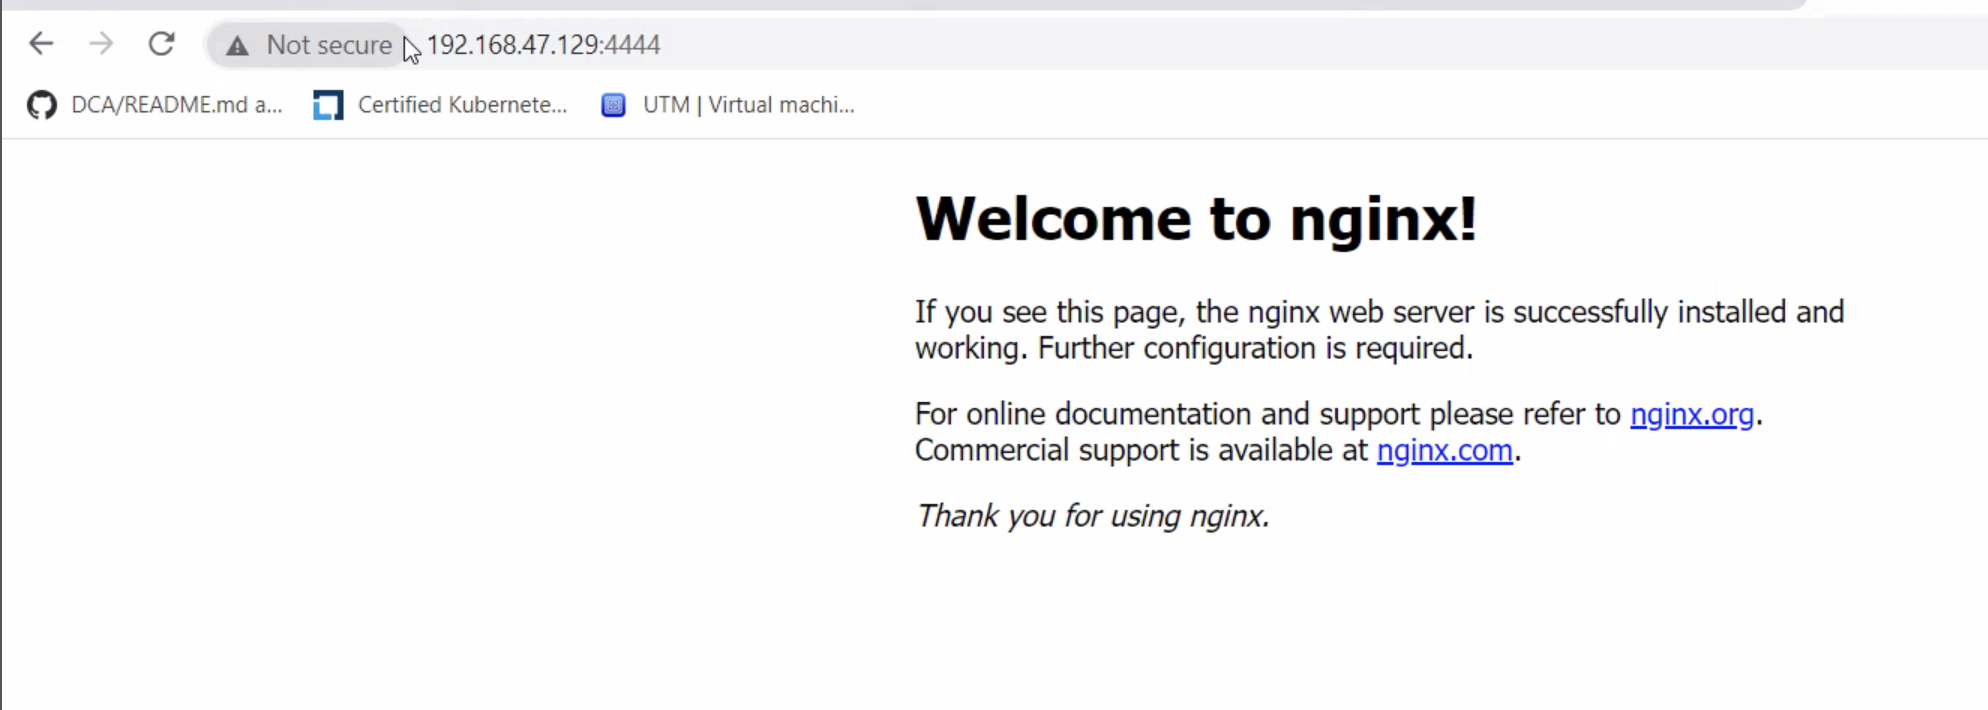 Not secure 192.168.47.129:4444
DCA/README.md a... Certified Kubernete... UTM | Virtual machi...
Welcome to nginx!
If you see this page, the nginx web server is successfully installed and
working. Further configuration is required.
For online documentation and support please refer to nginx.org.
Commercial support is available at nginx.com.
Thank you for using nginx.